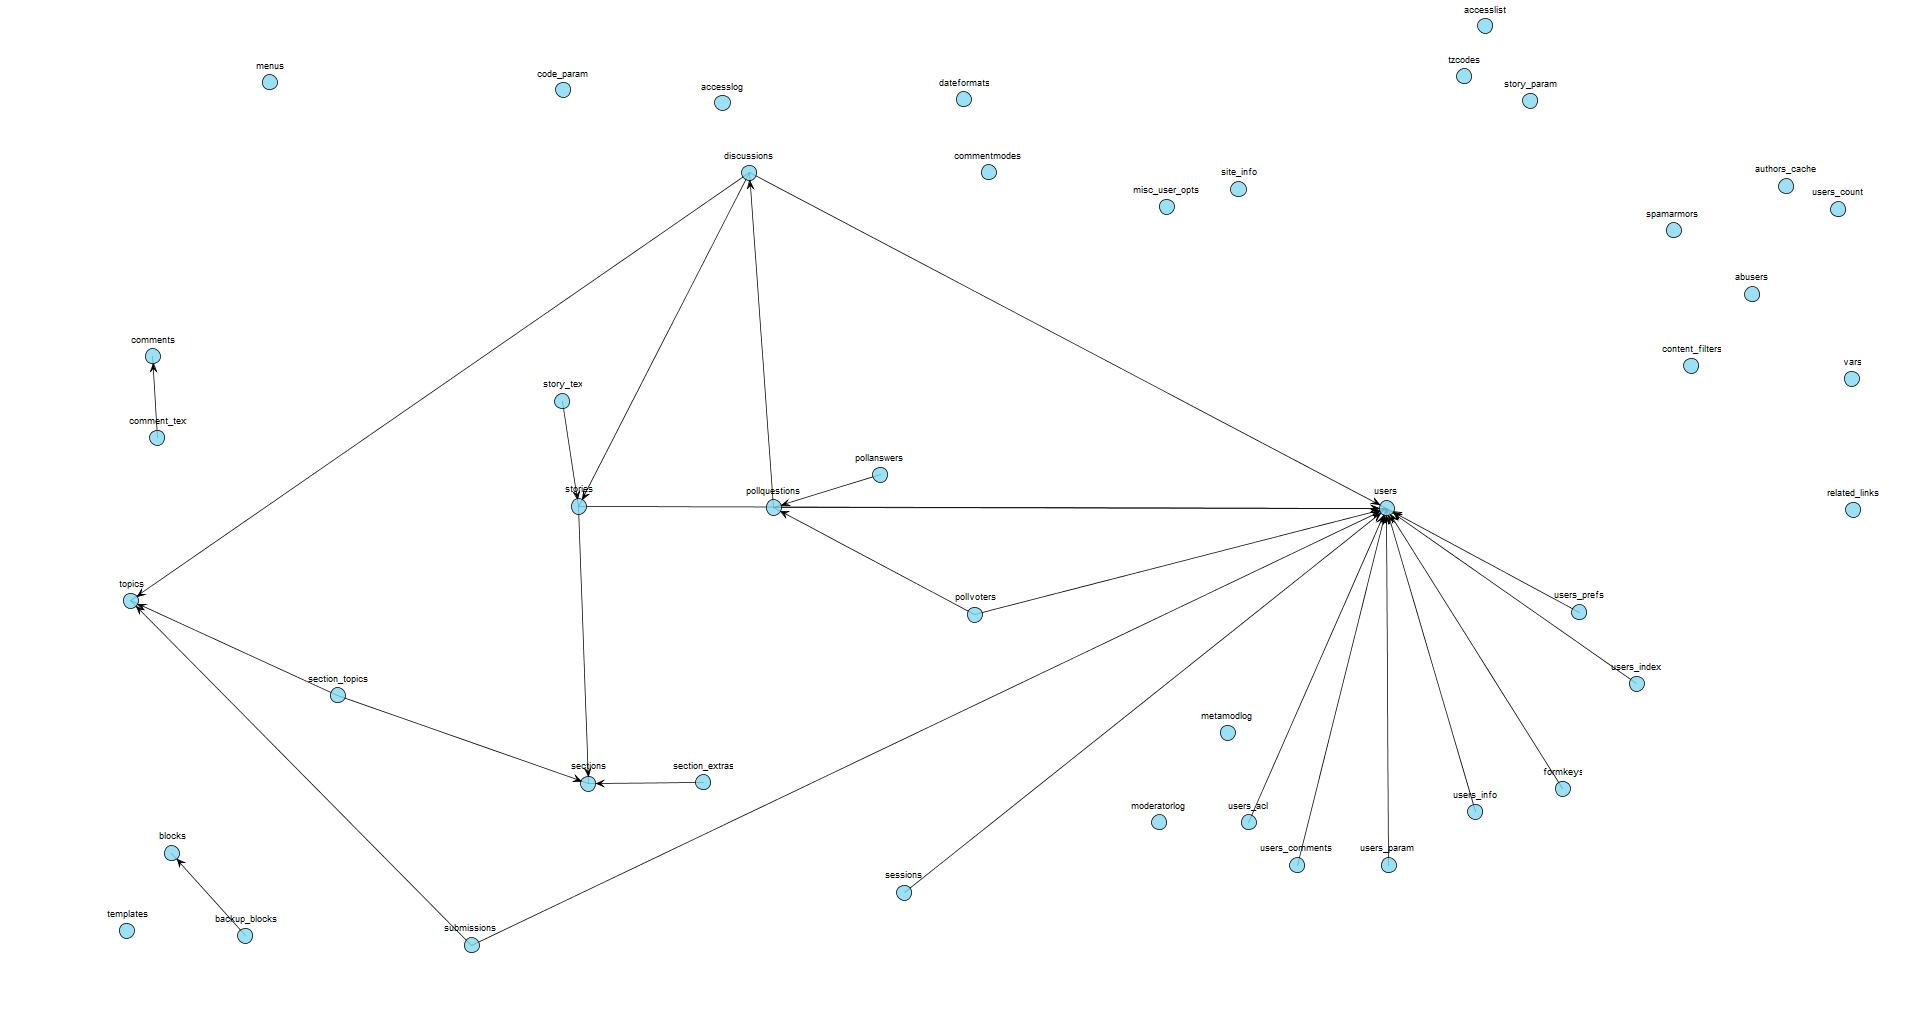 accesslist
tzcodes
menus
code_param
accesslog
dateformats
story_param
discussions
commentmodes
misc_user_opts
site_info
authors_cache
users_count
spamarmors
abusers
comments
content_filters
vars
story_tex
comment_tex
pollanswers
stories
pollquestions
users
related_links
topics
pollvoters
users_prefs
section_topics
users_index
metamodlog
sections
section_extras
formkeys
users_info
moderatorlog
users_acl
blocks
users_comments
users_param
sessions
templates
backup_blocks
submissions